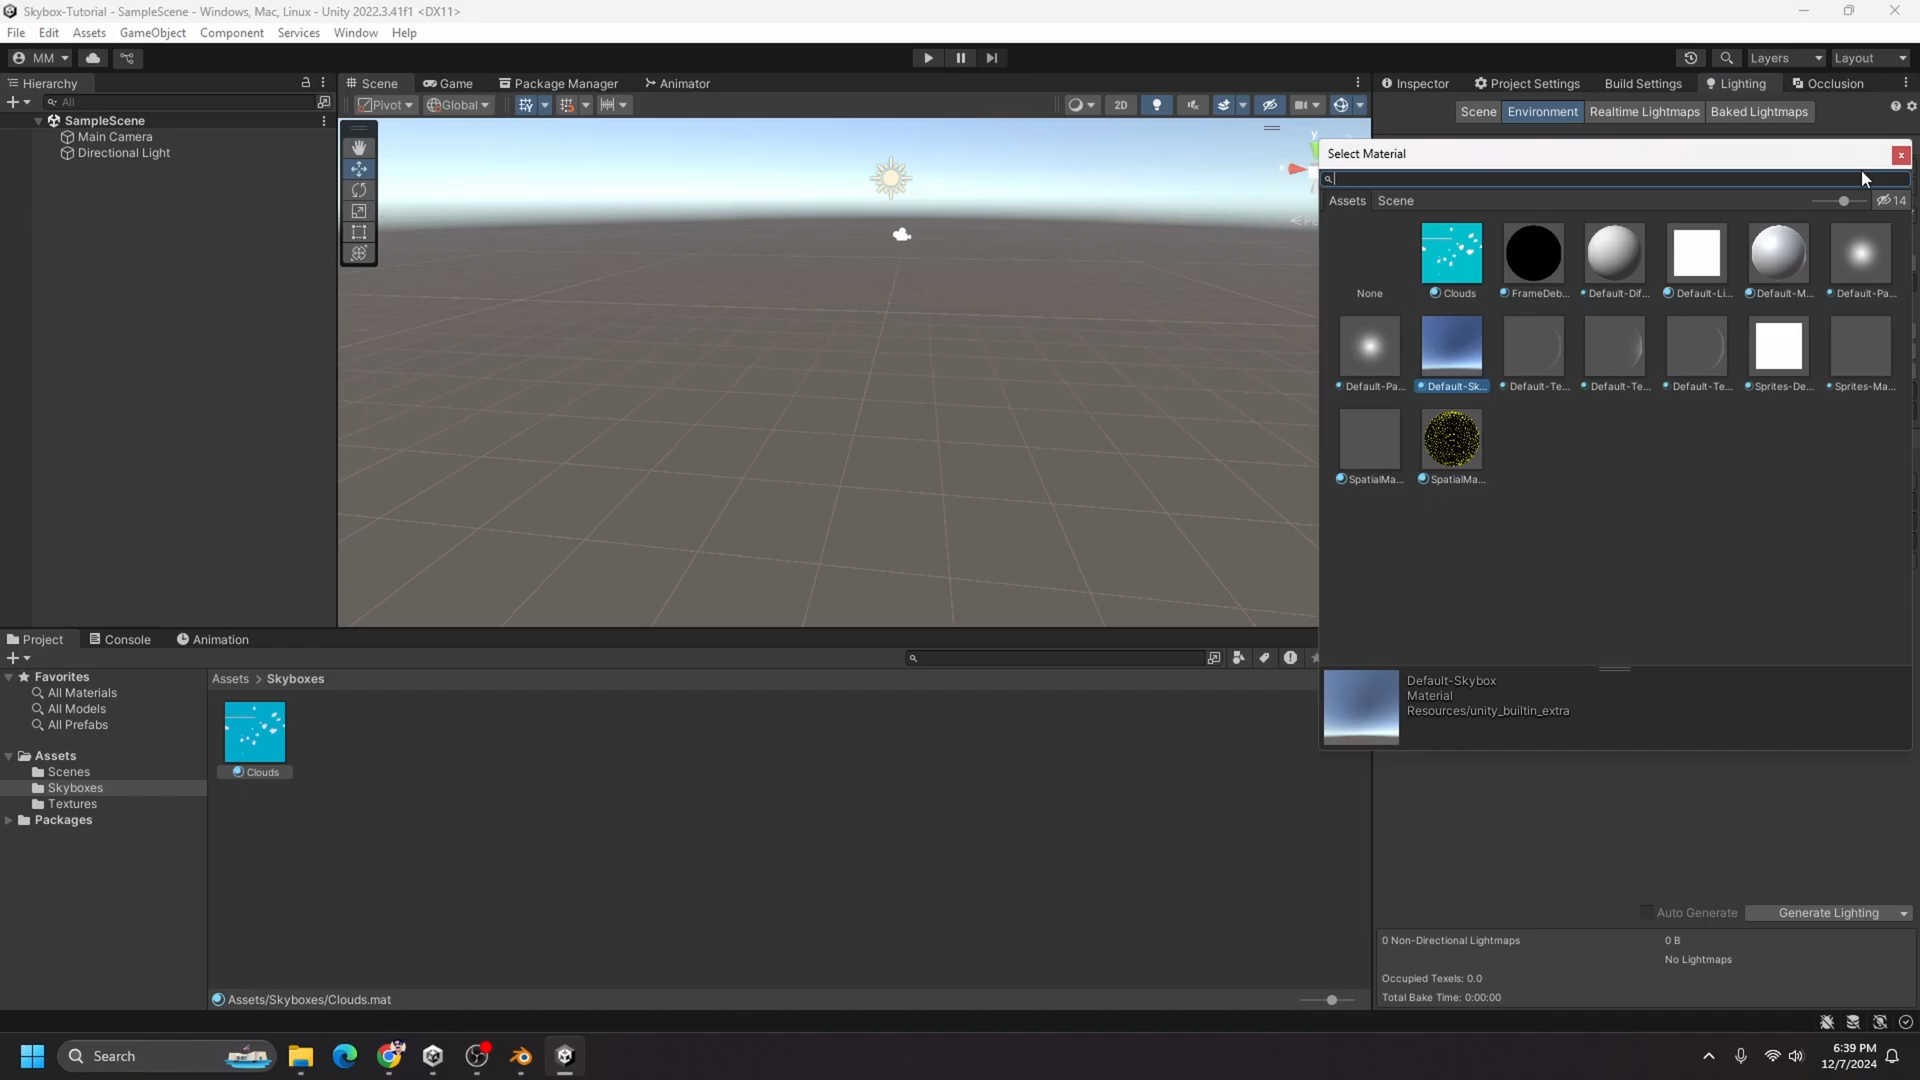 Skybox-Tutorial - SampleScene - Windows, Mac, Linux - Unity 2022.3.41f1 <DX11>
File Edit Assets GameObject Component Services Window Help
MM Layers Layout
Hierarchy
All
SampleScene
Main Camera
Directional Light
Scene Game Package Manager Animator
Pivot Global 2D
Inspector Project Settings Build Settings Lighting Occlusion
Scene Environment Realtime Lightmaps Baked Lightmaps
Select Material
Assets Scene 14
None Clouds FrameDeb... Default-Dif... Default-Li... Default-M... Default-Pa...
Default-Pa... Default-Sk... Default-Te... Default-Te... Default-Te... Sprites-De... Sprites-Ma...
SpatialMa... SpatialMa...
Default-Skybox
Material
Resources/unity_builtin_extra
Project Console Animation
Favorites
All Materials
All Models
All Prefabs
Assets
Scenes
Skyboxes
Textures
Packages
Assets > Skyboxes
Clouds
Assets/Skyboxes/Clouds.mat
Auto Generate Generate Lighting
0 Non-Directional Lightmaps 0 B
No Lightmaps
Occupied Texels: 0.0
Total Bake Time: 0:00:00
Search
6:39 PM
12/7/2024